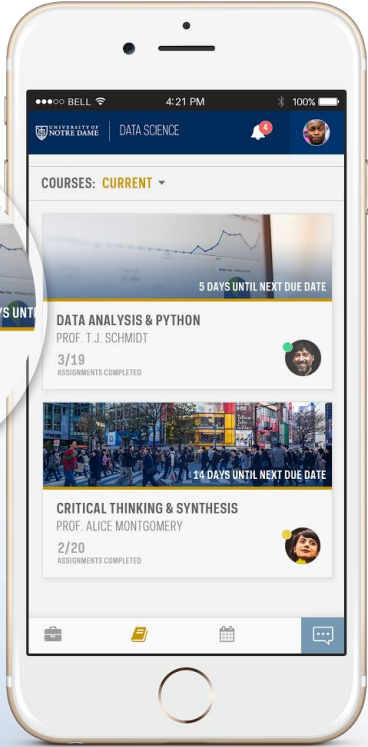 BELL
4:21 PM
100%
UNIVERSITY OF
NOTRE DAME
DATA SCIENCE
4
COURSES: CURRENT
5 DAYS UNTIL NEXT DUE DATE
DATA ANALYSIS & PYTHON
PROF. T.J. SCHMIDT
3/19
ASSIGNMENTS COMPLETED
YS UNTI
14 DAYS UNTIL NEXT DUE DATE
CRITICAL THINKING & SYNTHESIS
PROF. ALICE MONTGOMERY
2/20
ASSIGNMENTS COMPLETED